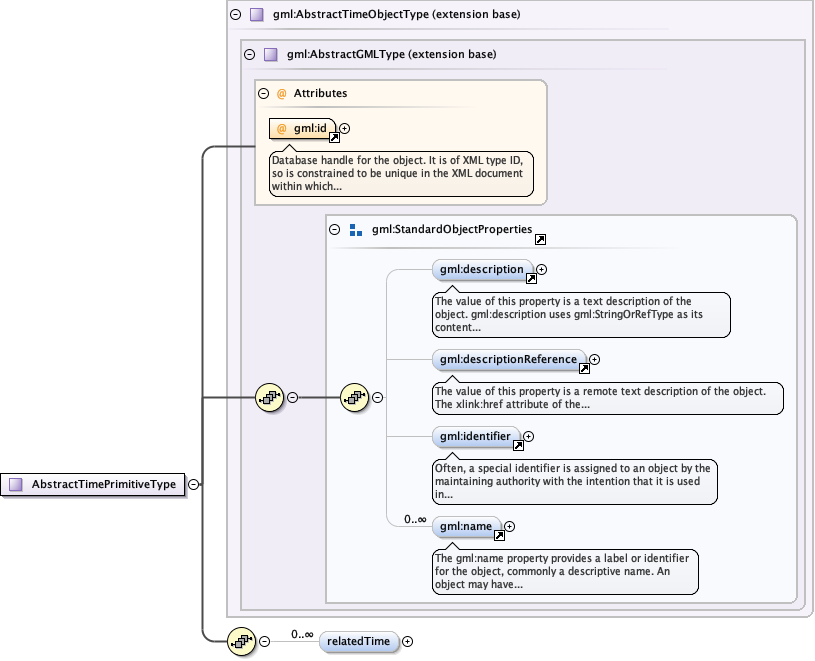 gml:AbstractTimeObjectType (extension base)
gml:AbstractGMLType (extension base)
@ Attributes
@ gml:id
Database handle for the object. It is of XML type ID,
so is constrained to be unique in the XML document
within which...
gml:StandardObjectProperties
gml:description
The value of this property is a text description of the
object. gml:description uses gml:StringOrRefType as its
content...
gml:descriptionReference
The value of this property is a remote text description of the object.
The xlink:href attribute of the...
gml:identifier
Often, a special identifier is assigned to an object by the
maintaining authority with the intention that it is used
in...
AbstractTimePrimitiveType
0..∞
gml:name
The gml:name property provides a label or identifier
for the object, commonly a descriptive name. An
object may have...
0..∞
relatedTime